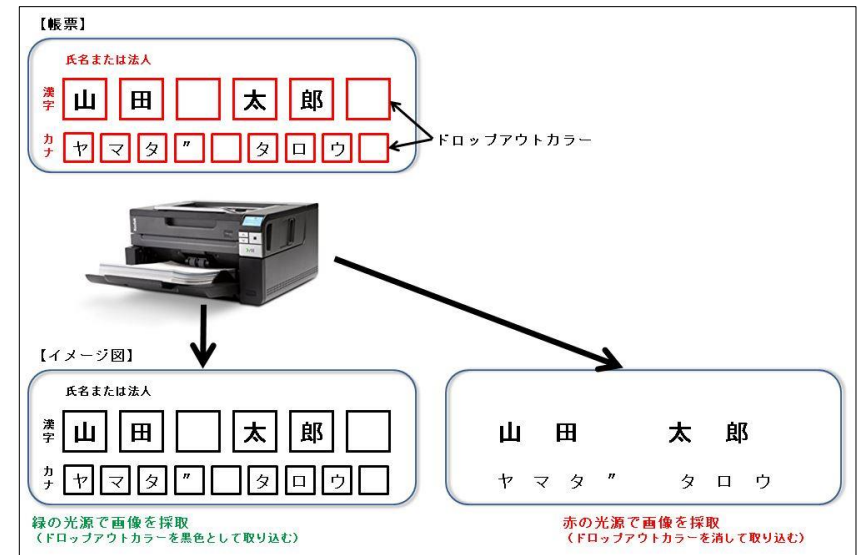 【帳票】
氏名または法人
漢字 山 田 太 郎
カナ ヤ マ タ 〃 タ ロ ウ
ドロップアウトカラー
【イメージ図】
氏名または法人
漢字 山 田 太 郎
カナ ヤ マ タ 〃 タ ロ ウ
山 田 太 郎
ヤ マ タ 〃 タ ロ ウ
緑の光源で画像を採取
（ドロップアウトカラーを黒色として取り込む）
赤の光源で画像を採取
（ドロップアウトカラーを消して取り込む）